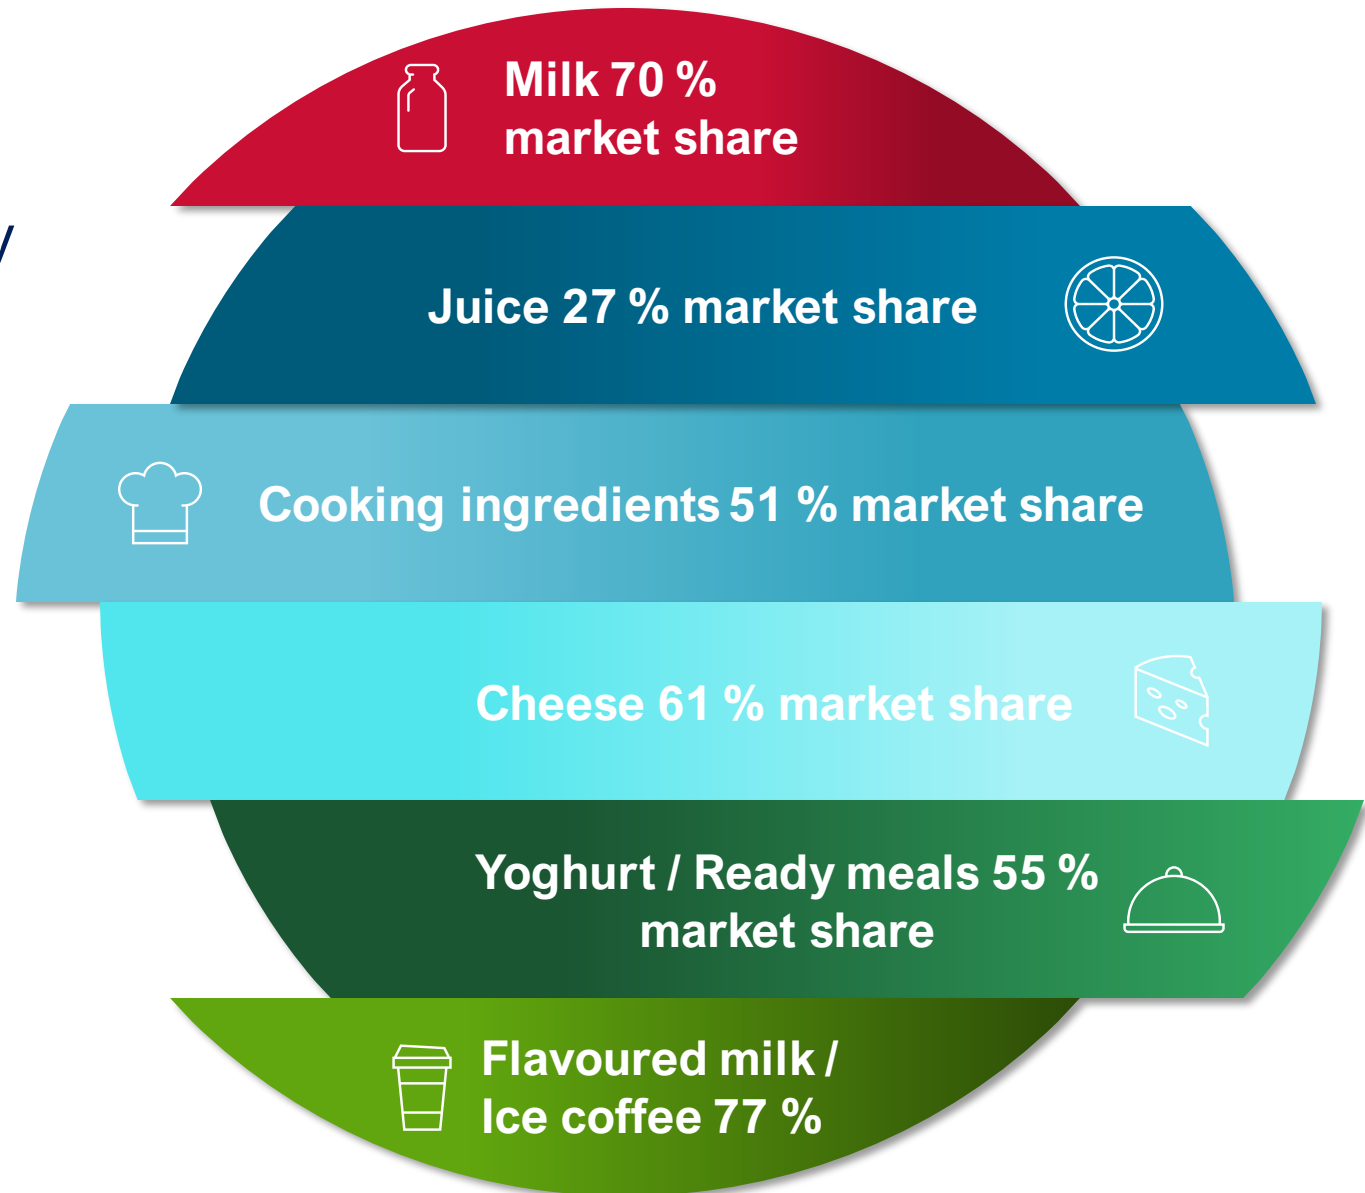 Milk 70 %
market share
Juice 27 % market share
Cooking ingredients 51 % market share
Cheese 61 % market share
Yoghurt / Ready meals 55 %
market share
Flavoured milk /
Ice coffee 77 %